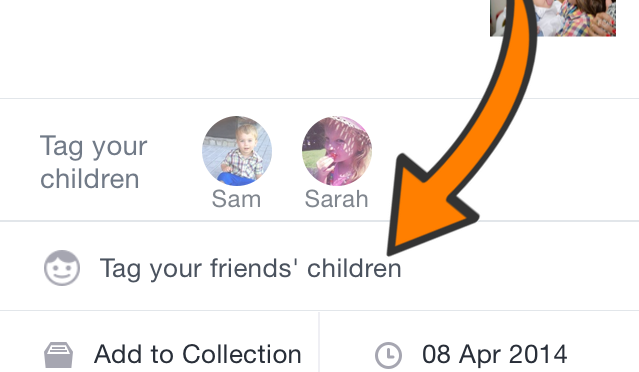 Tag your
children
Sam
Sarah
Tag your friends' children
Add to Collection
08 Apr 2014